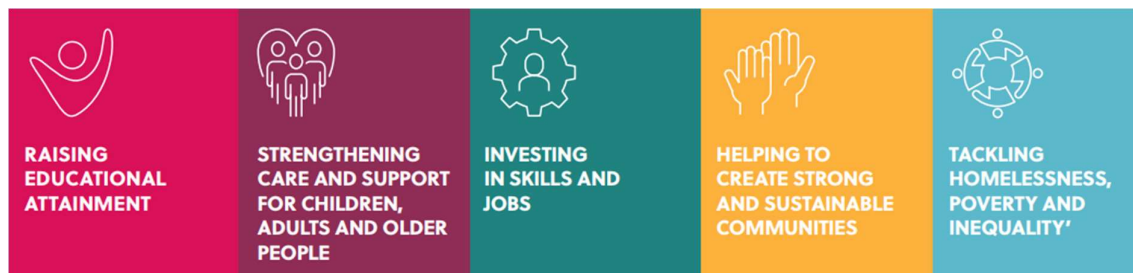 RAISING
EDUCATIONAL
ATTAINMENT
STRENGTHENING
CARE AND SUPPORT
FOR CHILDREN,
ADULTS AND OLDER
PEOPLE
INVESTING
IN SKILLS AND
JOBS
HELPING TO
CREATE STRONG
AND SUSTAINABLE
COMMUNITIES
TACKLING
HOMELESSNESS,
POVERTY AND
INEQUALITY’